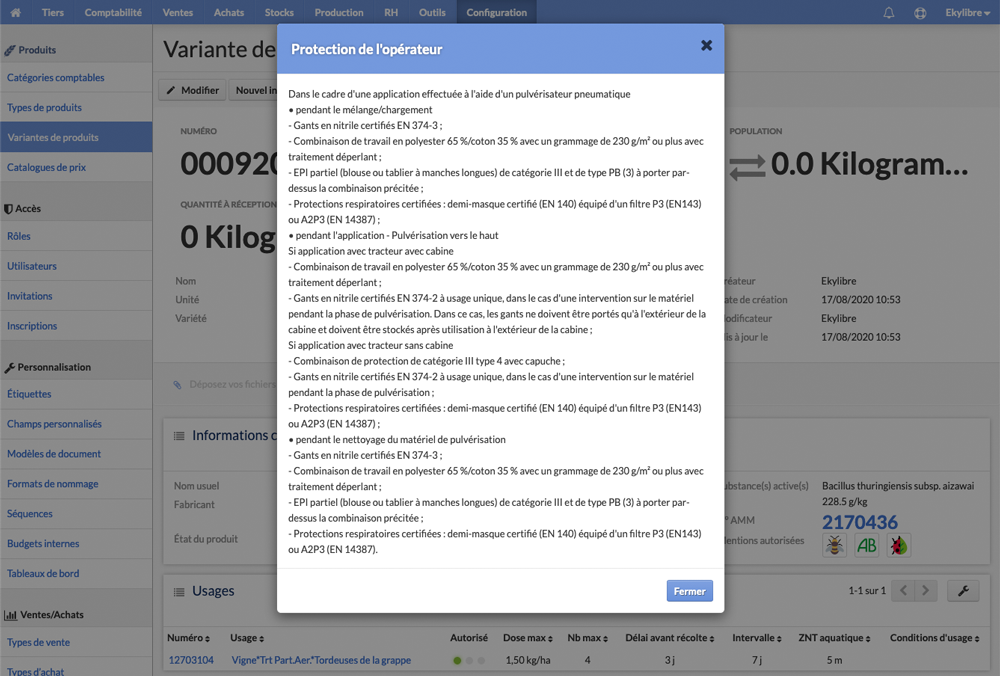 Tiers Comptabilité Ventes Achats Stocks Production RH Outils Configuration Ekylibre
Produits
Catégories comptables
Types de produits
Variantes de produits
Catalogues de prix
Accès
Rôles
Utilisateurs
Invitations
Inscriptions
Personnalisation
Étiquettes
Champs personnalisés
Modèles de document
Formats de nommage
Séquences
Budgets internes
Tableaux de bord
Ventes/Achats
Types de vente
Types d'achat
Variante de
Modifier Nouvel in
NUMÉRO
000920
QUANTITÉ À RÉCEPTION
0 Kilog
Nom
Unité
Variété
Déposez vos fichiers
POPULATION
0.0 Kilogram...
réateur Ekylibre
ate de création 17/08/2020 10:53
odificateur Ekylibre
is à jour le 17/08/2020 10:53
Protection de l'opérateur
Dans le cadre d'une application effectuée à l'aide d'un pulvérisateur pneumatique
• pendant le mélange/chargement
- Gants en nitrile certifiés EN 374-3 ;
- Combinaison de travail en polyester 65 %/coton 35 % avec un grammage de 230 g/m² ou plus avec
traitement déperlant ;
- EPI partiel (blouse ou tablier à manches longues) de catégorie III et de type PB (3) à porter par-
dessus la combinaison précitée ;
- Protections respiratoires certifiées : demi-masque certifié (EN 140) équipé d'un filtre P3 (EN143)
ou A2P3 (EN 14387) ;
• pendant l'application - Pulvérisation vers le haut
Si application avec tracteur avec cabine
- Combinaison de travail en polyester 65 %/coton 35 % avec un grammage de 230 g/m² ou plus avec
traitement déperlant ;
- Gants en nitrile certifiés EN 374-2 à usage unique, dans le cas d'une intervention sur le matériel
pendant la phase de pulvérisation. Dans ce cas, les gants ne doivent être portés qu'à l'extérieur de la
cabine et doivent être stockés après utilisation à l'extérieur de la cabine ;
Si application avec tracteur sans cabine
- Combinaison de protection de catégorie III type 4 avec capuche ;
- Gants en nitrile certifiés EN 374-2 à usage unique, dans le cas d'une intervention sur le matériel
pendant la phase de pulvérisation ;
- Protections respiratoires certifiées : demi-masque certifié (EN 140) équipé d'un filtre P3 (EN143)
ou A2P3 (EN 14387) ;
• pendant le nettoyage du matériel de pulvérisation
- Gants en nitrile certifiés EN 374-3 ;
- Combinaison de travail en polyester 65 %/coton 35 % avec un grammage de 230 g/m² ou plus avec
traitement déperlant ;
- EPI partiel (blouse ou tablier à manches longues) de catégorie III et de type PB (3) à porter par-
dessus la combinaison précitée ;
- Protections respiratoires certifiées : demi-masque certifié (EN 140) équipé d'un filtre P3 (EN143)
ou A2P3 (EN 14387).
Fermer
Informations c
Nom usuel
Fabricant
État du produit
ubstance(s) active(s) Bacillus thuringiensis subsp. aizawai
228.5 g/kg
° AMM 2170436
entions autorisées AB
Usages
1-1 sur 1
Numéro Usage Autorisé Dose max Nb max Délai avant récolte Intervalle ZNT aquatique Conditions d'usage
12703104 Vigne*Trt Part.Aer.*Tordeuses de la grappe 1,50 kg/ha 4 3 j 7 j 5 m